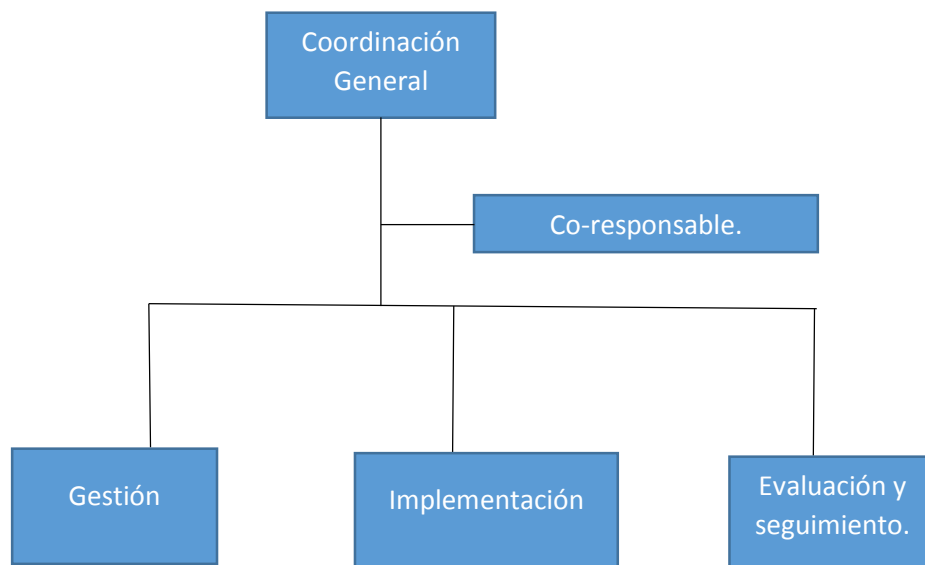 Coordinación
General
Co-responsable.
Gestión
Implementación
Evaluación y
seguimiento.